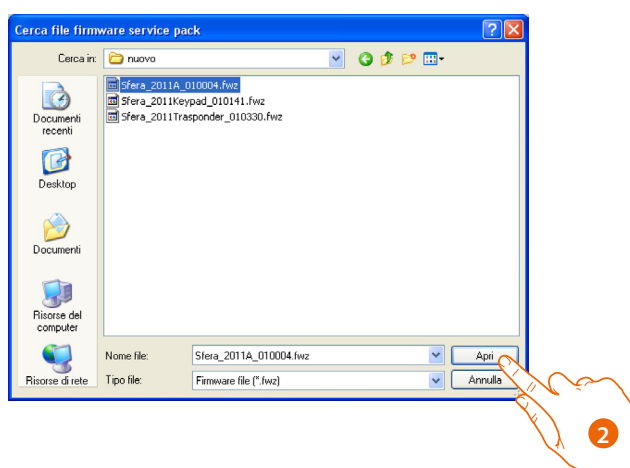 Cerca file firmware service pack
Cerca in:
nuovo
Sfera_2011A_010004.fwz
Sfera_2011Keypad_010141.fwz
Sfera_2011Trasponder_010330.fwz
Documenti
recenti
Desktop
Documenti
Risorse del
computer
Risorse di rete
Nome file:
Sfera_2011A_010004.fwz
Apri
Tipo file:
Firmware file (*.fwz)
Annulla
2